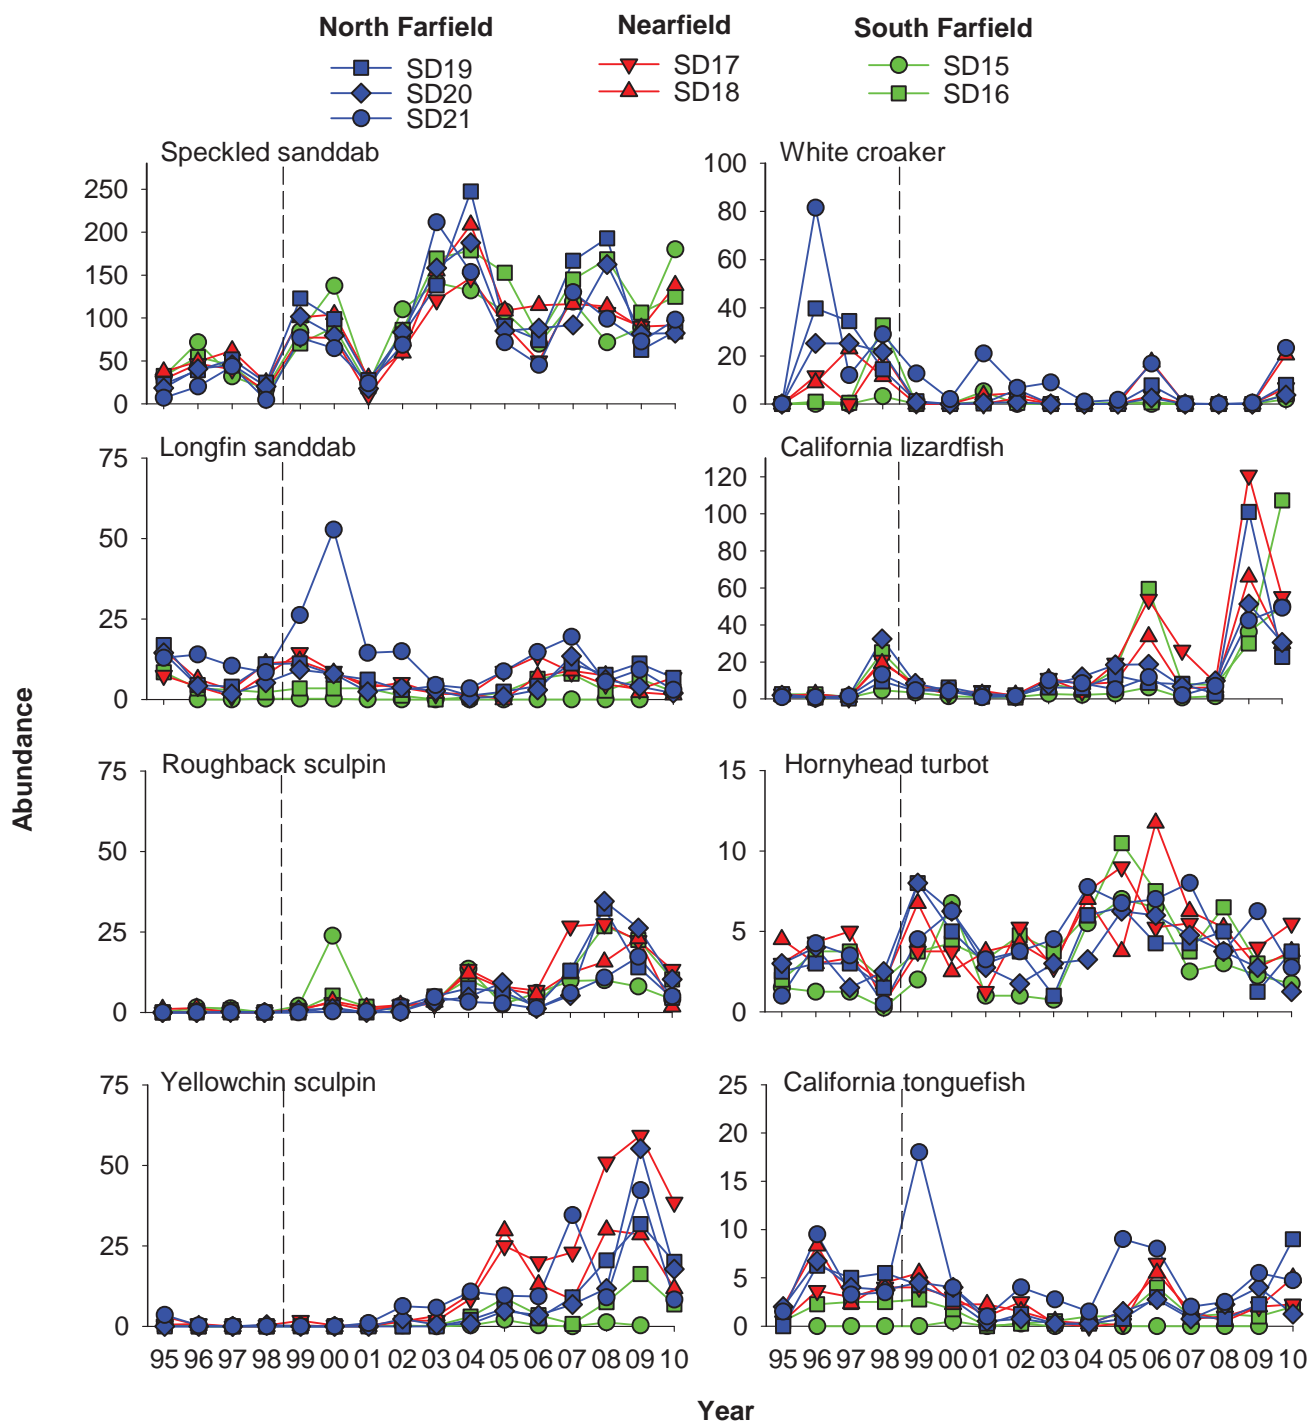 North Farfield
Nearfield
South Farfield
SD19
SD20
SD21
SD17
SD18
SD15
SD16
Speckled sanddab
250
200
150
100
50
0
White croaker
100
80
60
40
20
0
Longfin sanddab
75
50
25
0
California lizardfish
120
100
80
60
40
20
0
Roughback sculpin
75
50
25
0
Hornyhead turbot
15
10
5
0
Yellowchin sculpin
75
50
25
0
95 96 97 98 99 00 01 02 03 04 05 06 07 08 09 10
California tonguefish
25
20
15
10
5
0
95 96 97 98 99 00 01 02 03 04 05 06 07 08 09 10
Abundance
Year